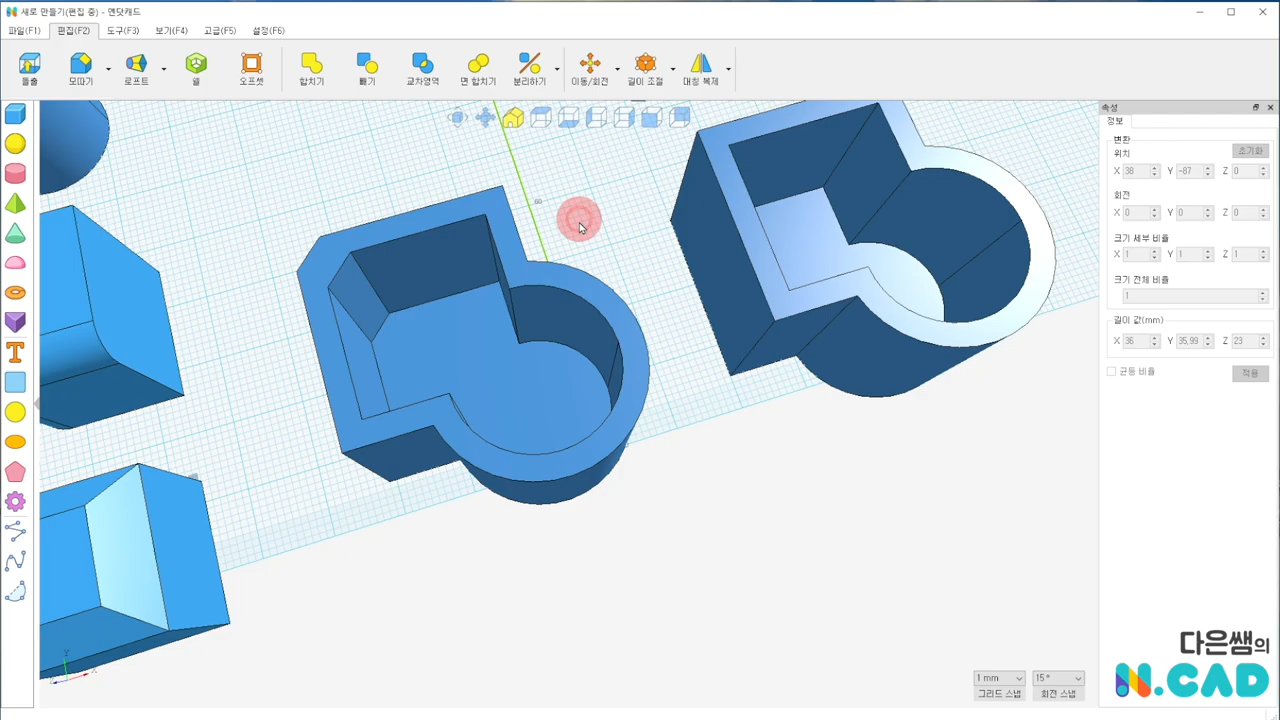 새로 만들기(편집 중) - 엔닷캐드
파일(F1) 편집(F2) 도구(F3) 보기(F4) 고급(F5) 설정(F6)
돌출 모따기 로프트 쉘 오프셋 합치기 빼기 교차영역 면 합치기 분리하기 이동/회전 길이 조절 대칭 복제
속성
정보
변환
위치 초기화
X 38 Y -87 Z 0
회전
X 0 Y 0 Z 0
크기 세부 비율
X 1 Y 1 Z 1
크기 전체 비율
1
길이 값(mm)
X 36 Y 35,99 Z 23
균등 비율 적용
60
T
Y
X
다은쌤의
N.CAD
1 mm 15°
그리드 스냅 회전 스냅